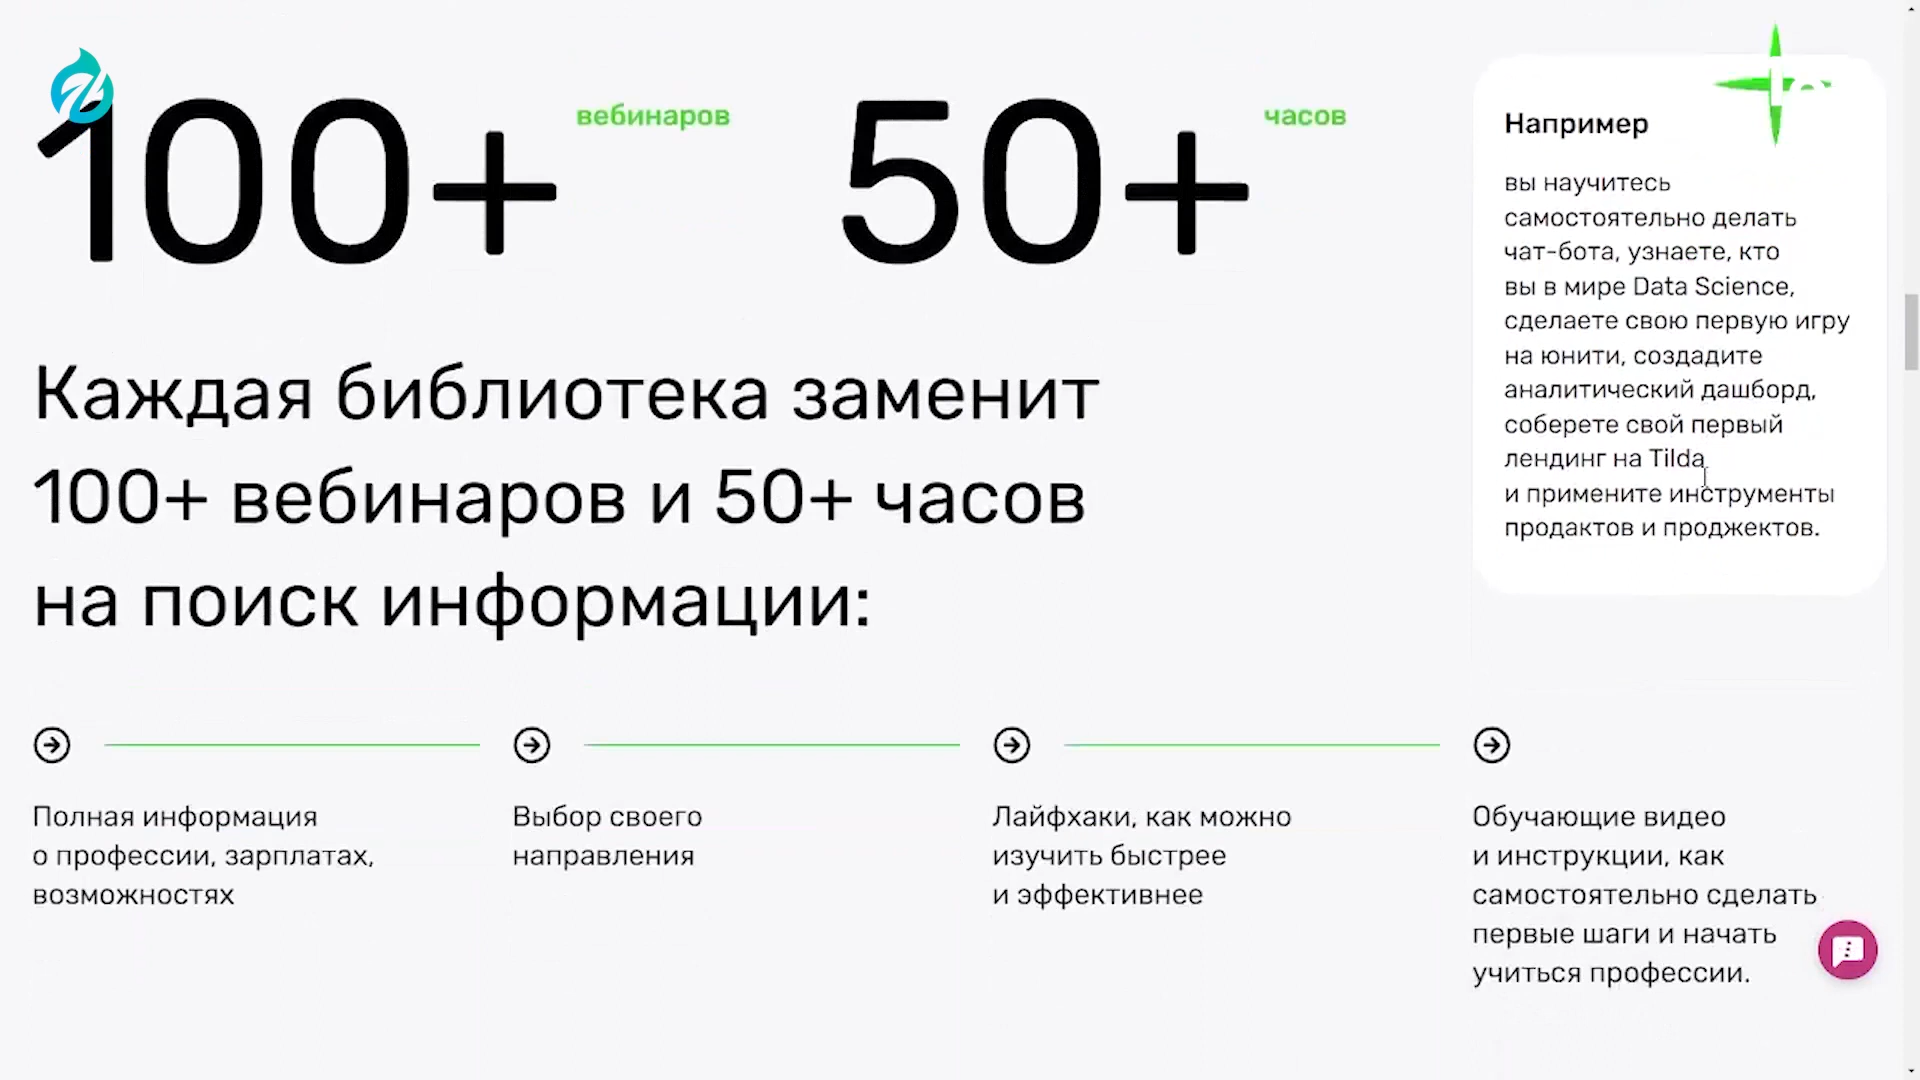 100+ вебинаров
50+ часов
Каждая библиотека заменит
100+ вебинаров и 50+ часов
на поиск информации:
Например
вы научитесь
самостоятельно делать
чат-бота, узнаете, кто
вы в мире Data Science,
сделаете свою первую игру
на юнити, создадите
аналитический дашборд,
соберете свой первый
лендинг на Tilda
и примените инструменты
продактов и проджектов.
Полная информация
о профессии, зарплатах,
возможностях
Выбор своего
направления
Лайфхаки, как можно
изучить быстрее
и эффективнее
Обучающие видео
и инструкции, как
самостоятельно сделать
первые шаги и начать
учиться профессии.